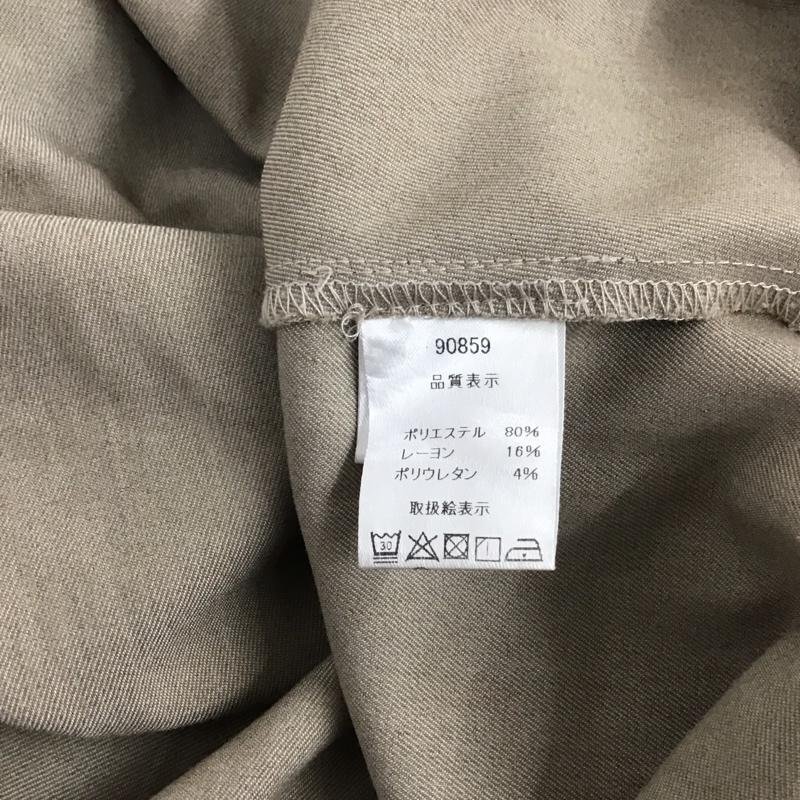 90859
品質表示
ポリエステル 80%
レーヨン 16%
ポリウレタン 4%
取扱絵表示
30